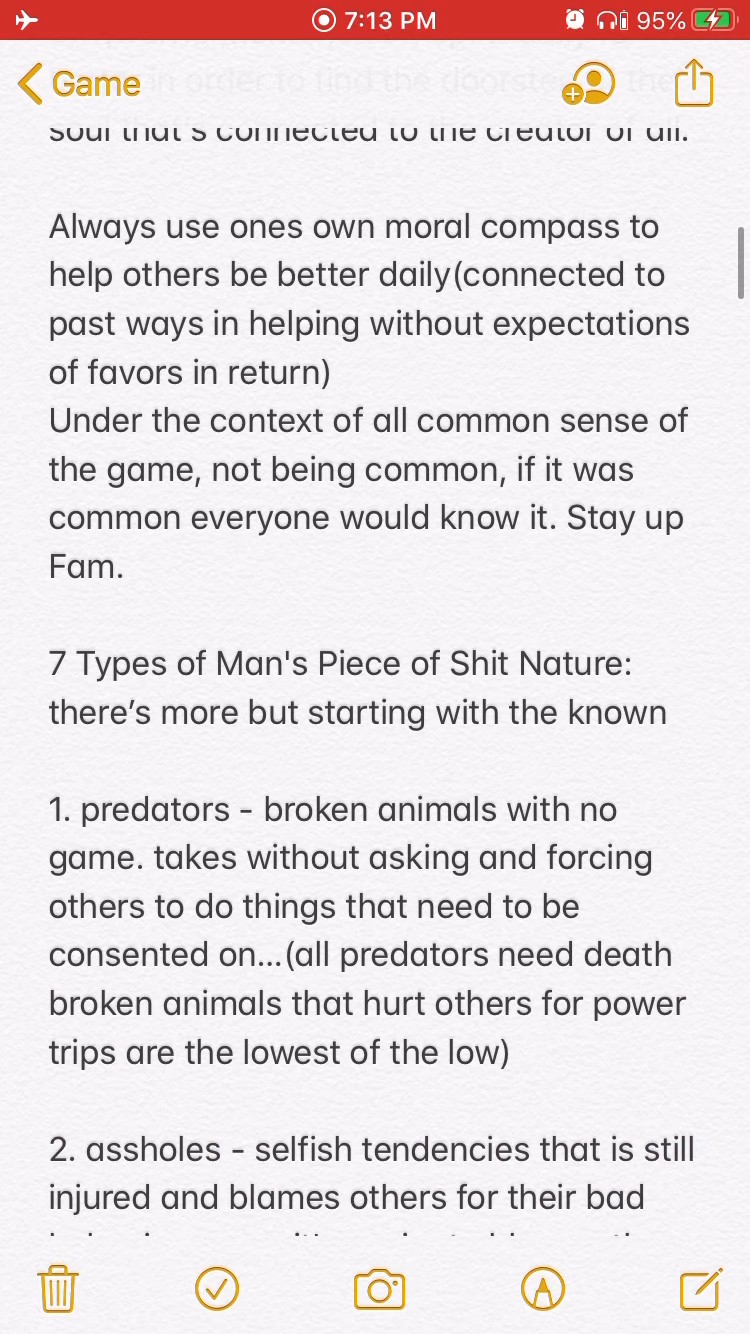 7:13 PM 95%
Game
in order to find the
soul that's connected to the creator of all.
Always use ones own moral compass to
help others be better daily(connected to
past ways in helping without expectations
of favors in return)
Under the context of all common sense of
the game, not being common, if it was
common everyone would know it. Stay up
Fam.
7 Types of Man's Piece of Shit Nature:
there’s more but starting with the known
1. predators - broken animals with no
game. takes without asking and forcing
others to do things that need to be
consented on...(all predators need death
broken animals that hurt others for power
trips are the lowest of the low)
2. assholes - selfish tendencies that is still
injured and blames others for their bad